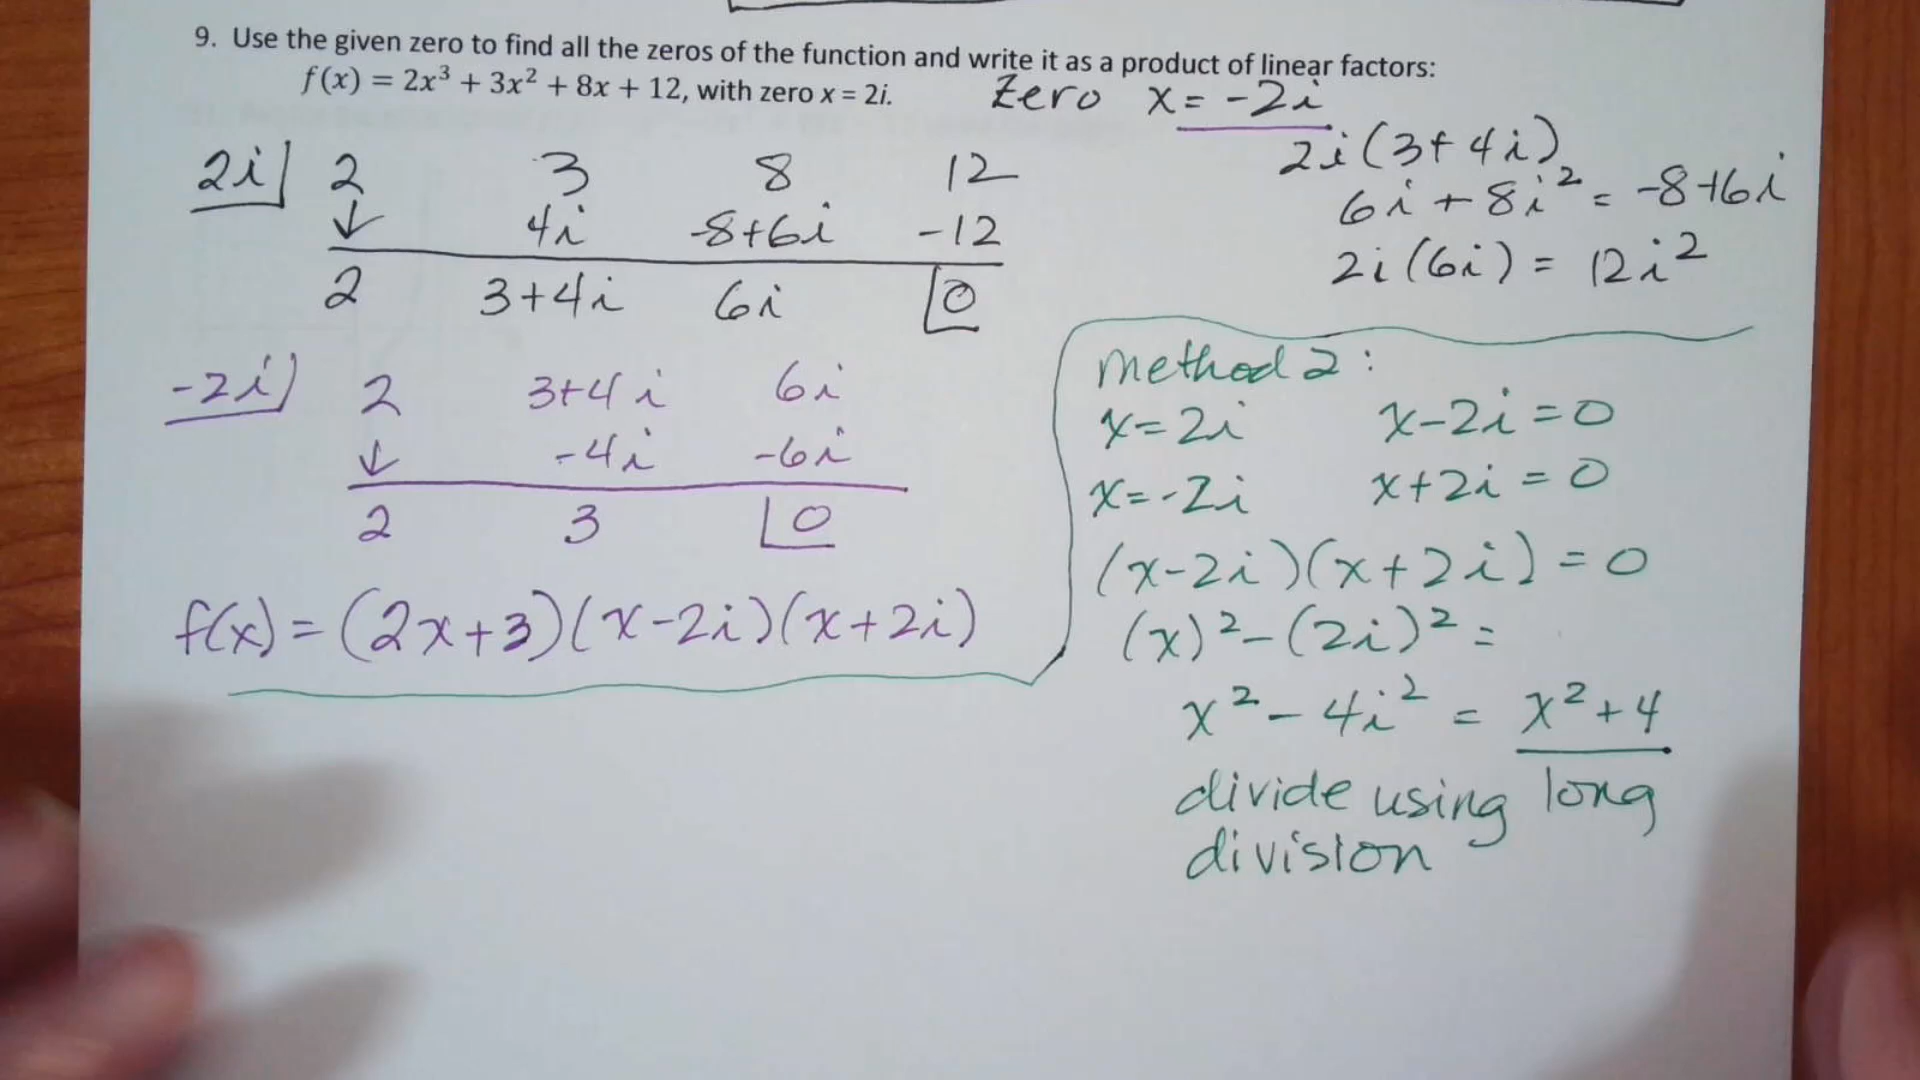 9. Use the given zero to find all the zeros of the function and write it as a product of linear factors:
f(x) = 2x³ + 3x² + 8x + 12, with zero x = 2i.
Zero x = -2i
2i(3+4i)
6i + 8i² = -8+6i
2i(6i) = 12i²
2i| 2 3 8 12
↓ 4i -8+6i -12
2 3+4i 6i |0
-2i) 2 3+4i 6i
↓ -4i -6i
2 3 |0
f(x) = (2x+3)(x-2i)(x+2i)
method 2:
x=2i x-2i=0
x=-2i x+2i=0
(x-2i)(x+2i)=0
(x)²-(2i)²=
x²-4i² = x²+4
divide using long
division